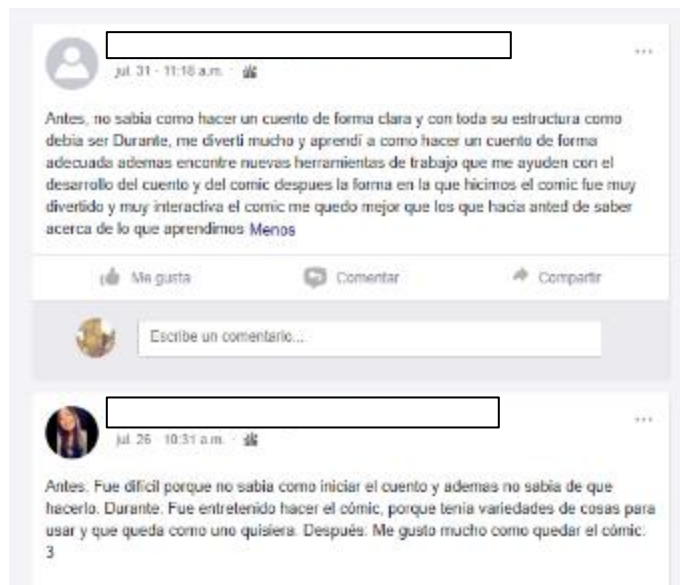 jul. 31 - 11:18 a.m. ·
Antes, no sabia como hacer un cuento de forma clara y con toda su estructura como
debia ser Durante, me diverti mucho y aprendí a como hacer un cuento de forma
adecuada ademas encontre nuevas herramientas de trabajo que me ayuden con el
desarrollo del cuento y del comic despues la forma en la que hicimos el comic fue muy
divertido y muy interactiva el comic me quedo mejor que los que hacia anted de saber
acerca de lo que aprendimos Menos
Me gusta Comentar Compartir
Escribe un comentario...
jul. 26 · 10:31 a.m. ·
Antes: Fue difícil porque no sabia como iniciar el cuento y ademas no sabia de que
hacerlo. Durante: Fue entretenido hacer el cómic, porque tenia variedades de cosas para
usar y que queda como uno quisiera. Después: Me gusto mucho como quedar el cómic.
3